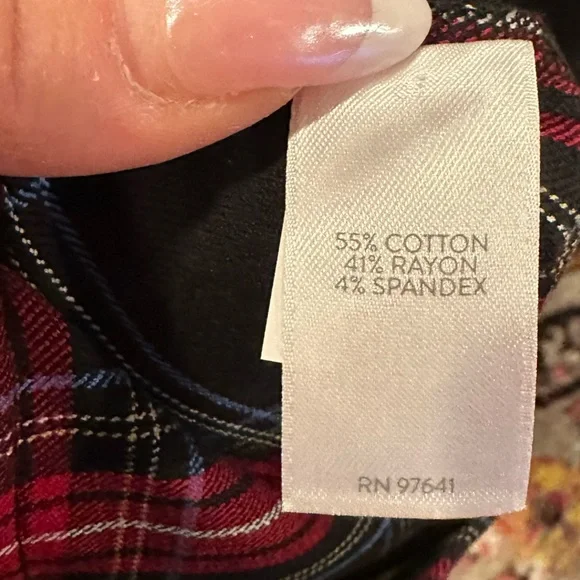 55% COTTON
41% RAYON
4% SPANDEX
RN 97641